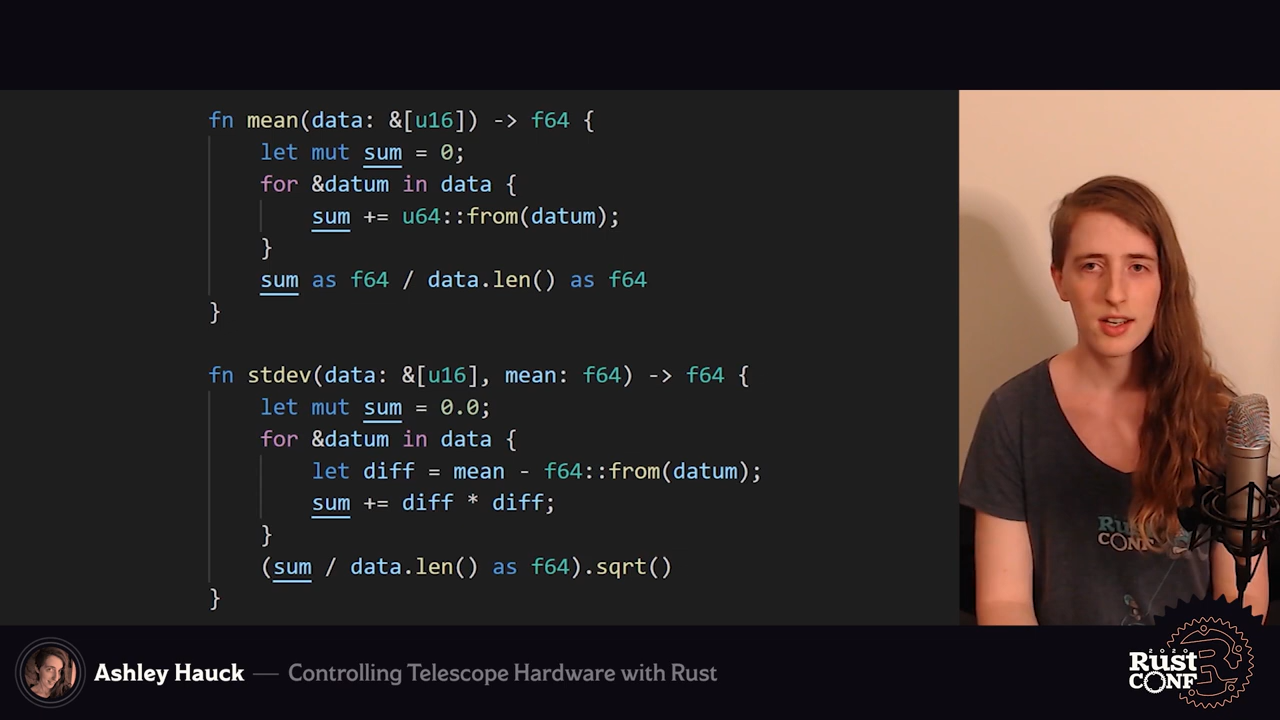 fn mean(data: &[u16]) -> f64 {
let mut sum = 0;
for &datum in data {
sum += u64::from(datum);
}
sum as f64 / data.len() as f64
}
fn stdev(data: &[u16], mean: f64) -> f64 {
let mut sum = 0.0;
for &datum in data {
let diff = mean - f64::from(datum);
sum += diff * diff;
}
(sum / data.len() as f64).sqrt()
}
Rust
CONF
Ashley Hauck — Controlling Telescope Hardware with Rust
2020
Rust
CONF
R